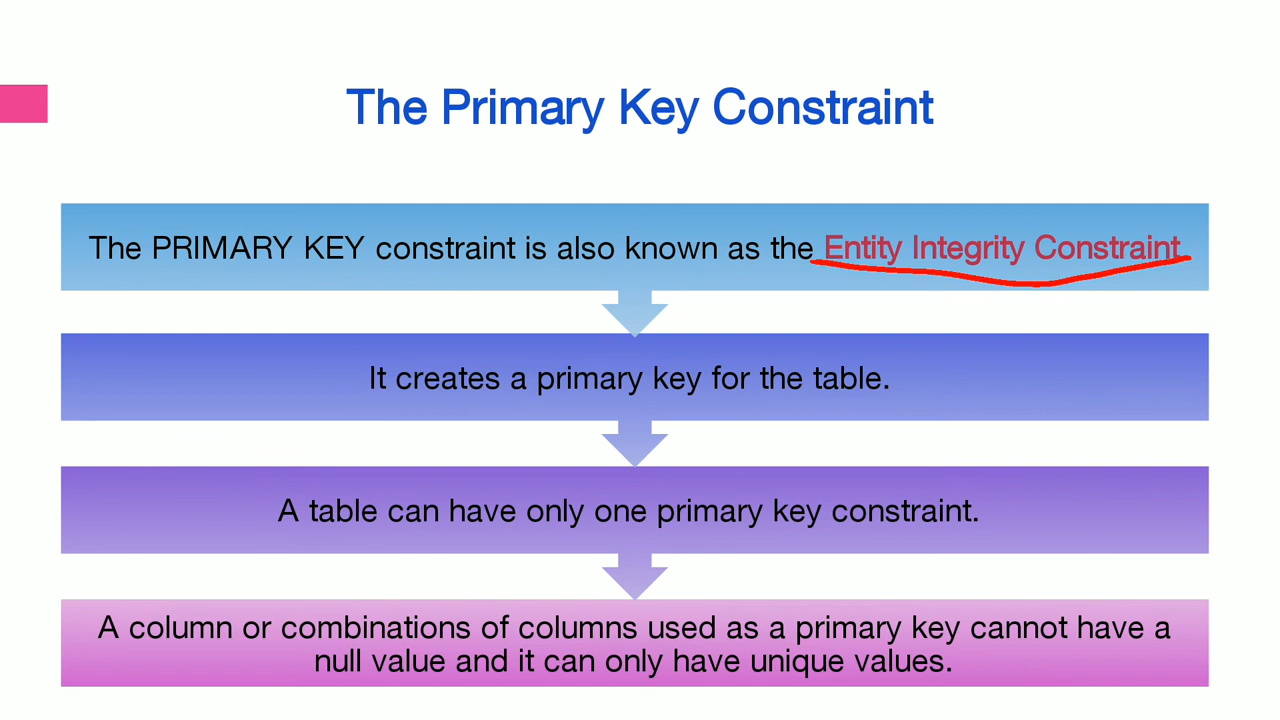 The Primary Key Constraint
The PRIMARY KEY constraint is also known as the Entity Integrity Constraint.
It creates a primary key for the table.
A table can have only one primary key constraint.
A column or combinations of columns used as a primary key cannot have a
null value and it can only have unique values.